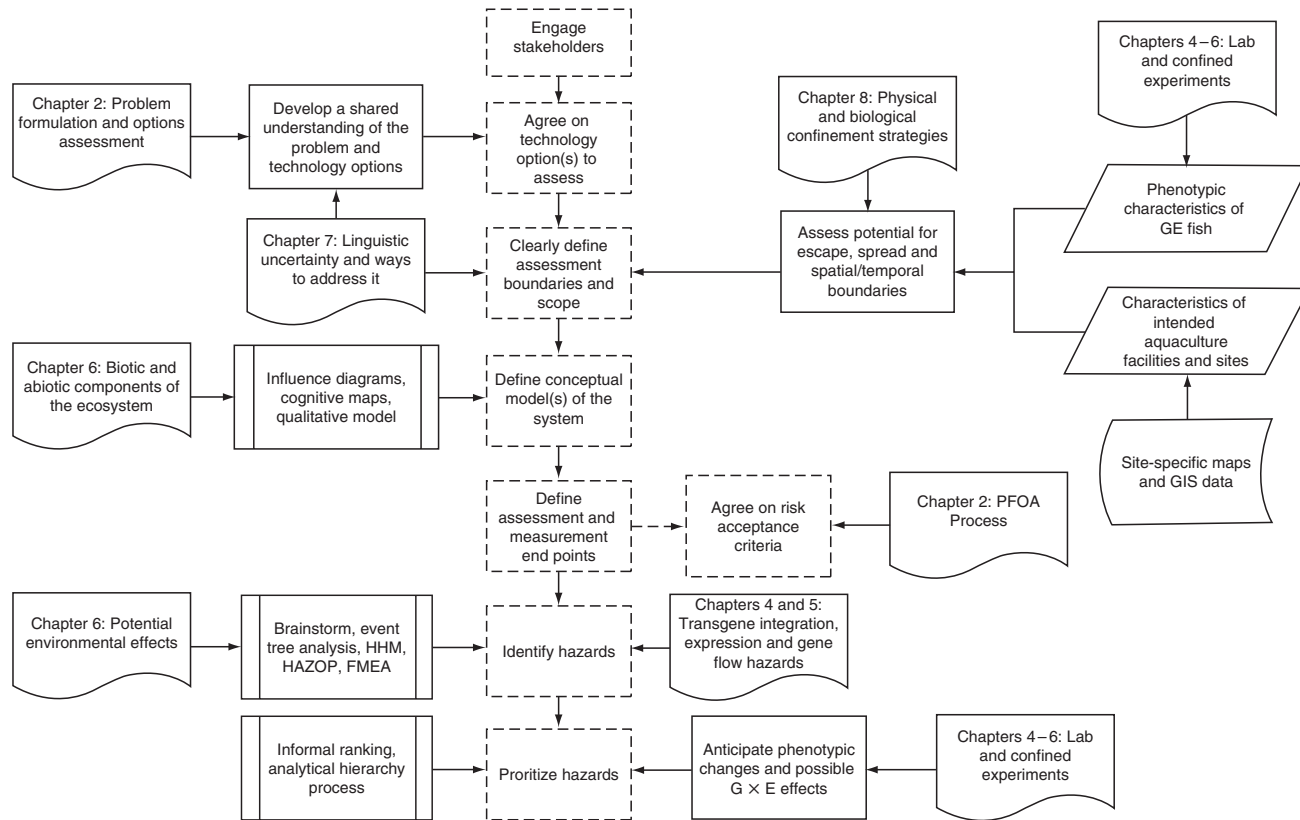 Engage
stakeholders
Chapters 4–6: Lab
and confined
experiments
Chapter 2: Problem
formulation and options
assessment
Develop a shared
understanding of the
problem and
technology options
Agree on
technology
option(s) to
assess
Chapter 8: Physical
and biological
confinement strategies
Phenotypic
characteristics of
GE fish
Chapter 7: Linguistic
uncertainty and ways
to address it
Clearly define
assessment
boundaries and
scope
Assess potential for
escape, spread and
spatial/temporal
boundaries
Characteristics of
intended
aquaculture
facilities and sites
Chapter 6: Biotic and
abiotic components of
the ecosystem
Influence diagrams,
cognitive maps,
qualitative model
Define conceptual
model(s) of the
system
Site-specific maps
and GIS data
Define
assessment and
measurement
end points
Agree on risk
acceptance
criteria
Chapter 2: PFOA
Process
Chapter 6: Potential
environmental effects
Brainstorm, event
tree analysis, HHM,
HAZOP, FMEA
Identify hazards
Chapters 4 and 5:
Transgene integration,
expression and gene
flow hazards
Informal ranking,
analytical hierarchy
process
Prioritize hazards
Anticipate phenotypic
changes and possible
G × E effects
Chapters 4–6: Lab
and confined
experiments